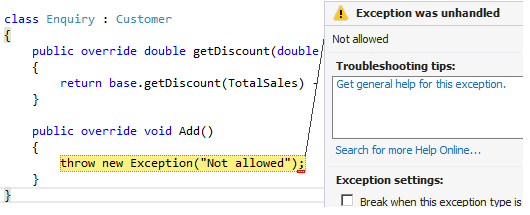 class Enquiry : Customer
{
public override double getDiscount(double
{
return base.getDiscount(TotalSales) -
}
public override void Add()
{
throw new Exception("Not allowed");
}
}
Exception was unhandled
Not allowed
Troubleshooting tips:
Get general help for this exception.
Search for more Help Online...
Exception settings:
Break when this exception type is